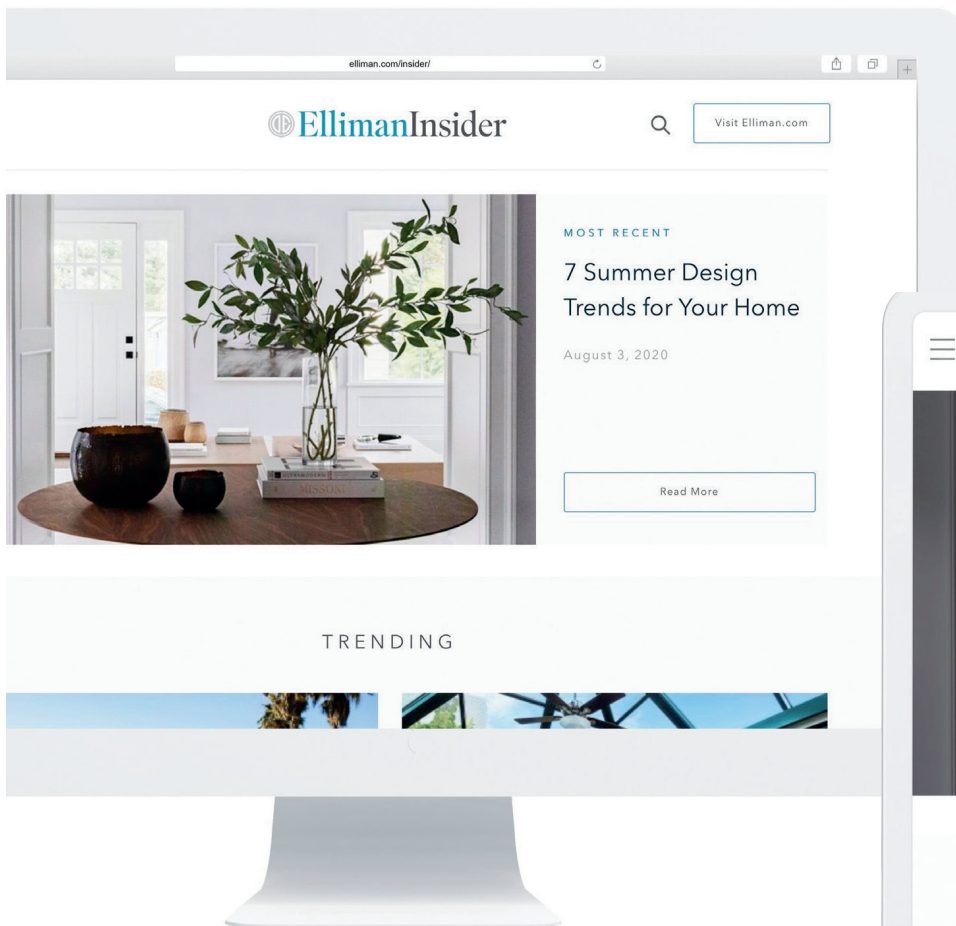 elliman.com/insider/
EllimanInsider
Visit Elliman.com
MOST RECENT
7 Summer Design
Trends for Your Home
August 3, 2020
MISSONI
Read More
TRENDING